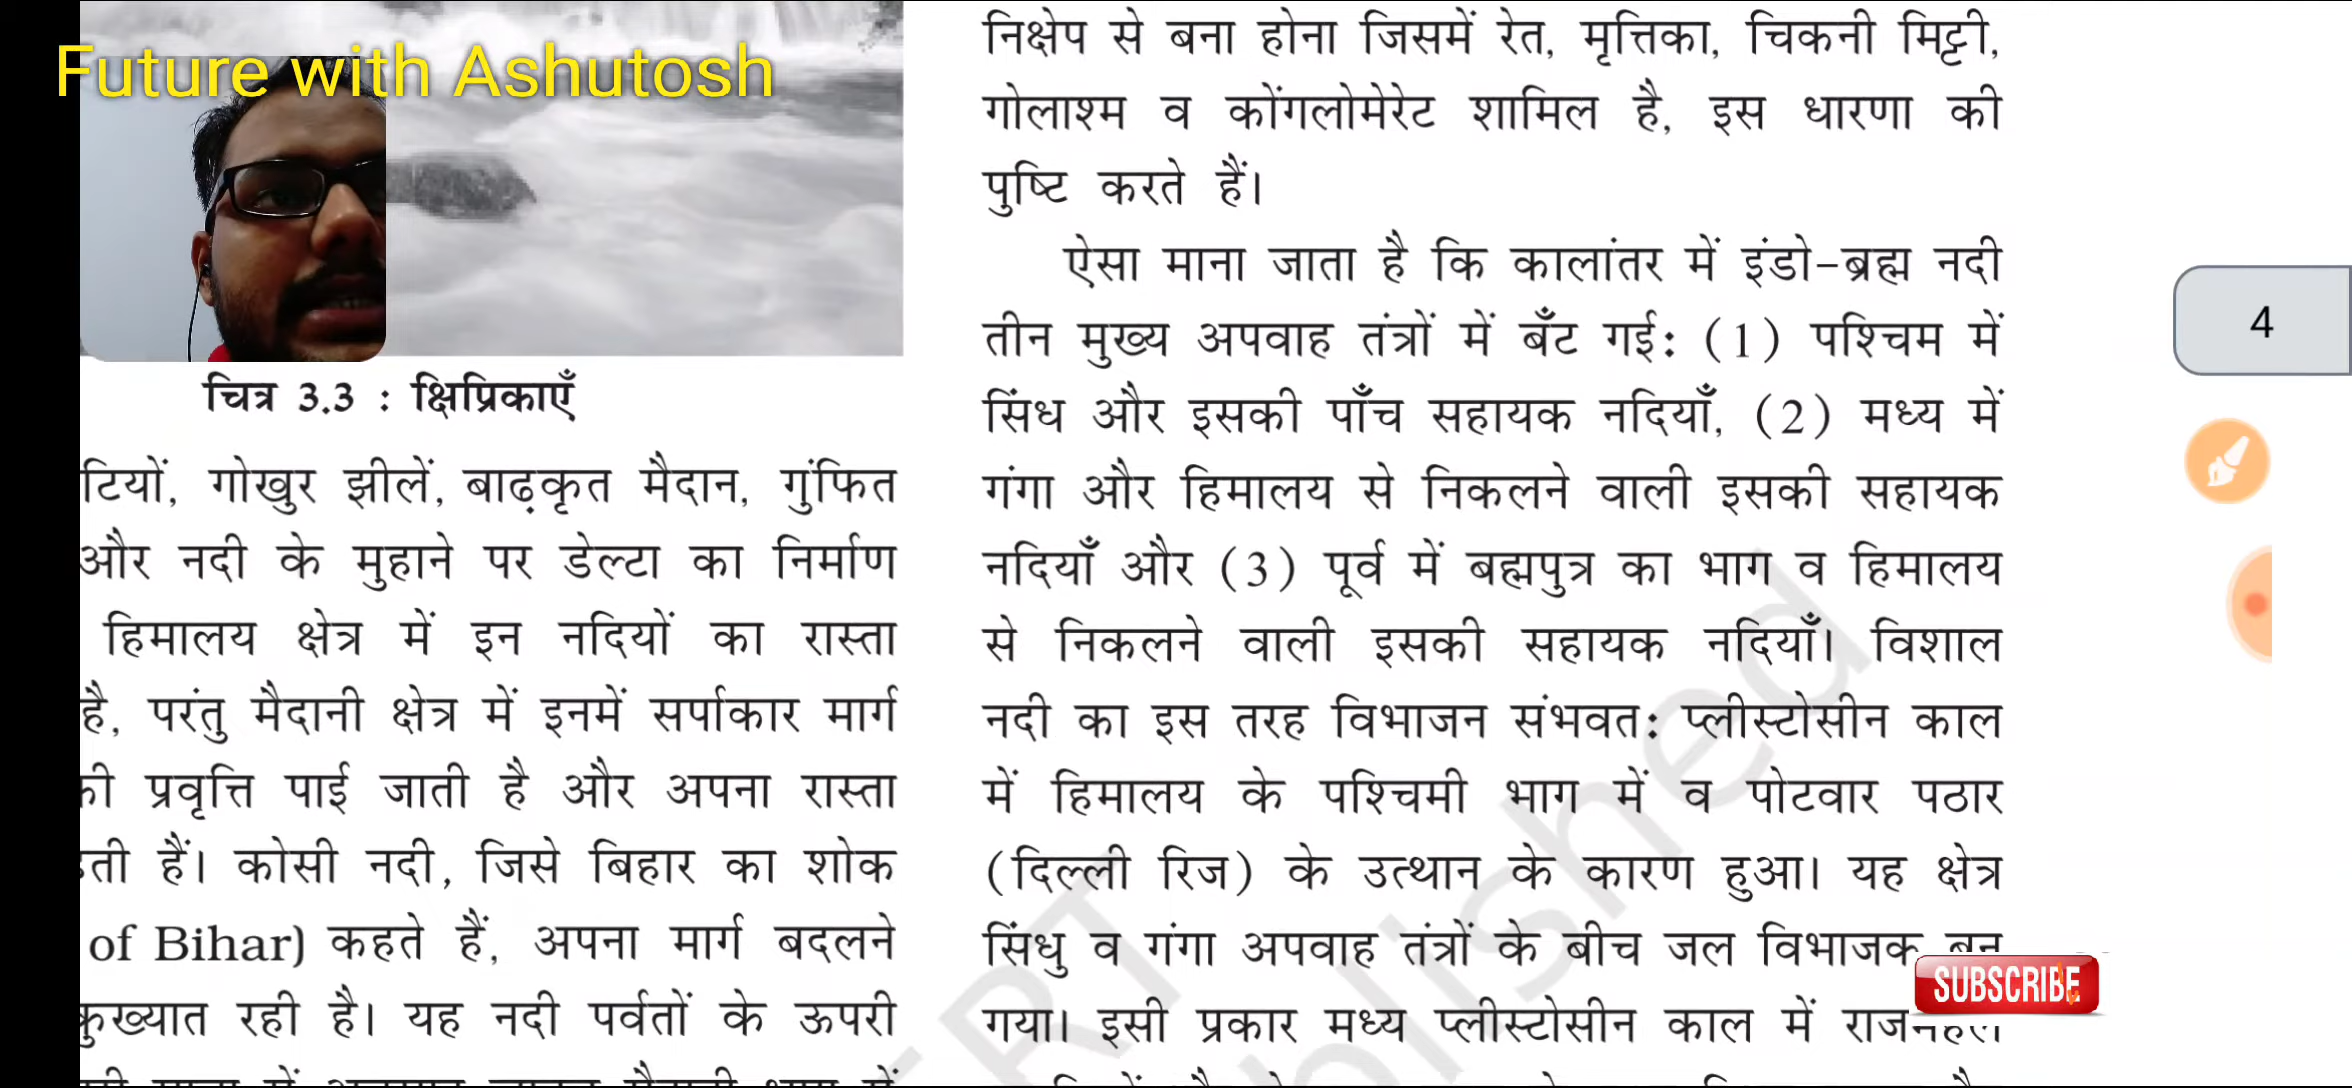 Future with Ashutosh
चित्र 3.3 : क्षिप्रिकाएँ
गोखुर झीलें, बाढ़कृत मैदान, गुंफित
और नदी के मुहाने पर डेल्टा का निर्माण
हिमालय क्षेत्र में इन नदियों का रास्ता
है, परंतु मैदानी क्षेत्र में इनमें सर्पाकार मार्ग
प्रवृत्ति पाई जाती है और अपना रास्ता
हैं। कोसी नदी, जिसे बिहार का शोक
of Bihar) कहते हैं, अपना मार्ग बदलने
कुख्यात रही है। यह नदी पर्वतों के ऊपरी
निक्षेप से बना होना जिसमें रेत, मृत्तिका, चिकनी मिट्टी,
गोलाश्म व कोंगलोमेरेट शामिल है, इस धारणा की
पुष्टि करते हैं।
ऐसा माना जाता है कि कालांतर में इंडो-ब्रह्म नदी
तीन मुख्य अपवाह तंत्रों में बँट गई: (1) पश्चिम में
सिंध और इसकी पाँच सहायक नदियाँ, (2) मध्य में
गंगा और हिमालय से निकलने वाली इसकी सहायक
नदियाँ और (3) पूर्व में बह्मपुत्र का भाग व हिमालय
से निकलने वाली इसकी सहायक नदियाँ। विशाल
नदी का इस तरह विभाजन संभवत: प्लीस्टोसीन काल
में हिमालय के पश्चिमी भाग में व पोटवार पठार
(दिल्ली रिज) के उत्थान के कारण हुआ। यह क्षेत्र
सिंधु व गंगा अपवाह तंत्रों के बीच जल विभाजक बन
गया। इसी प्रकार मध्य प्लीस्टोसीन काल में राजमहल
4
SUBSCRIBE